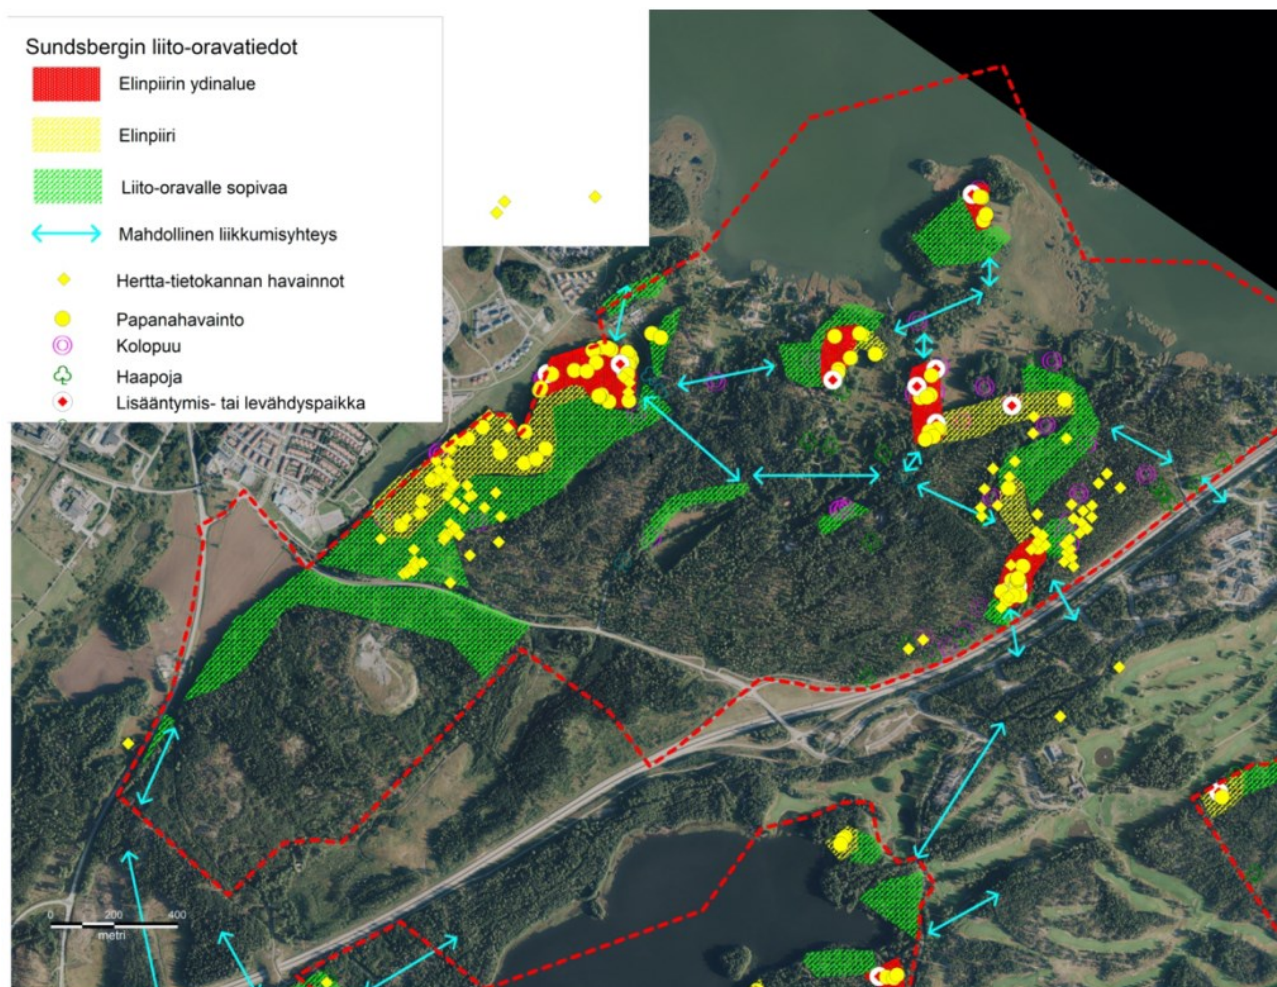 Sundsbergin liito-oravatiedot
Elinpiirin ydinalue
Elinpiiri
Liito-oravalle sopivaa
Mahdollinen liikkumisyhteys
Hertta-tietokannan havainnot
Papanahavainto
Kolopuu
Haapoja
Lisääntymis- tai levähdyspaikka
0 200 400
metri